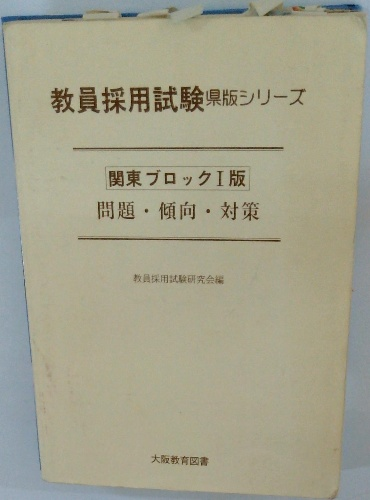 教員採用試験県版シリーズ
関東ブロックⅠ版
問題・傾向・対策
教員採用試験研究会編
大阪教育図書